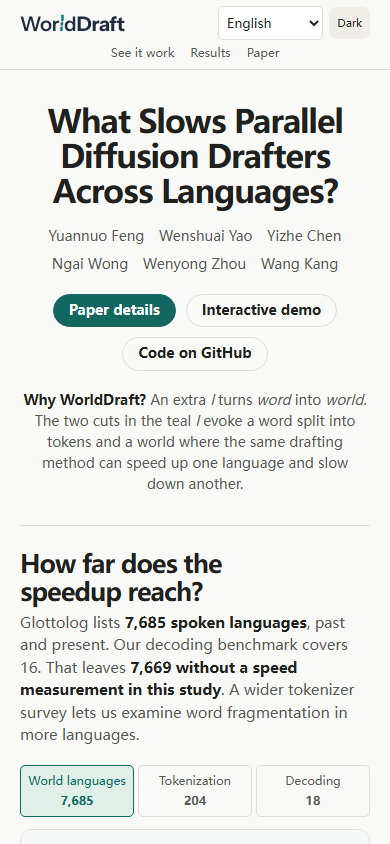 WorldDraft
English
Dark
See it work Results Paper
What Slows Parallel
Diffusion Drafters
Across Languages?
Yuannuo Feng Wenshuai Yao Yizhe Chen
Ngai Wong Wenyong Zhou Wang Kang
Paper details
Interactive demo
Code on GitHub
Why WorldDraft? An extra l turns word into world.
The two cuts in the teal l evoke a word split into
tokens and a world where the same drafting
method can speed up one language and slow
down another.
How far does the
speedup reach?
Glottolog lists 7,685 spoken languages, past
and present. Our decoding benchmark covers
16. That leaves 7,669 without a speed
measurement in this study. A wider tokenizer
survey lets us examine word fragmentation in
more languages.
World languages
7,685
Tokenization
204
Decoding
18